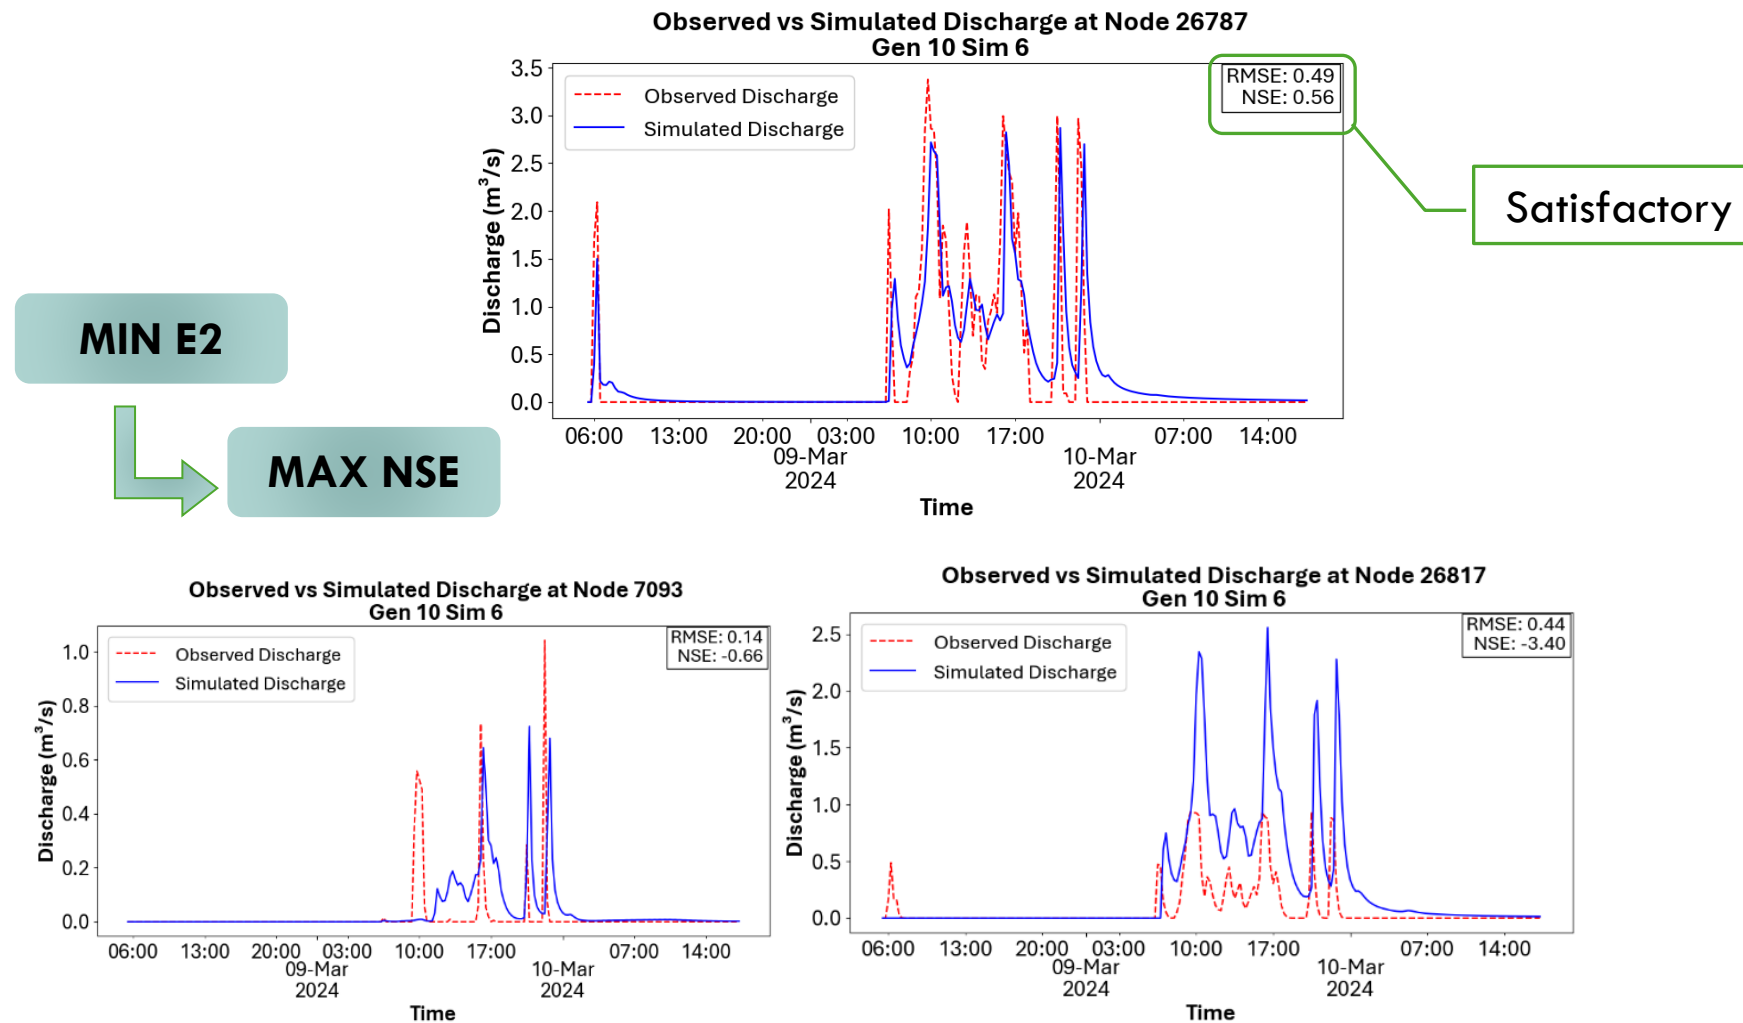 Observed vs Simulated Discharge at Node 26787
Gen 10 Sim 6
Discharge (m³/s)
3.5
3.0
2.5
2.0
1.5
1.0
0.5
0.0
Observed Discharge
Simulated Discharge
RMSE: 0.49
NSE: 0.56
Satisfactory
06:00 13:00 20:00 03:00 10:00 17:00 07:00 14:00
09-Mar 10-Mar
2024 2024
Time
MIN E2
MAX NSE
Observed vs Simulated Discharge at Node 7093
Gen 10 Sim 6
Discharge (m³/s)
1.0
0.8
0.6
0.4
0.2
0.0
Observed Discharge
Simulated Discharge
RMSE: 0.14
NSE: -0.66
06:00 13:00 20:00 03:00 10:00 17:00 07:00 14:00
09-Mar 10-Mar
2024 2024
Time
Observed vs Simulated Discharge at Node 26817
Gen 10 Sim 6
Discharge (m³/s)
2.5
2.0
1.5
1.0
0.5
0.0
Observed Discharge
Simulated Discharge
RMSE: 0.44
NSE: -3.40
06:00 13:00 20:00 03:00 10:00 17:00 07:00 14:00
09-Mar 10-Mar
2024 2024
Time